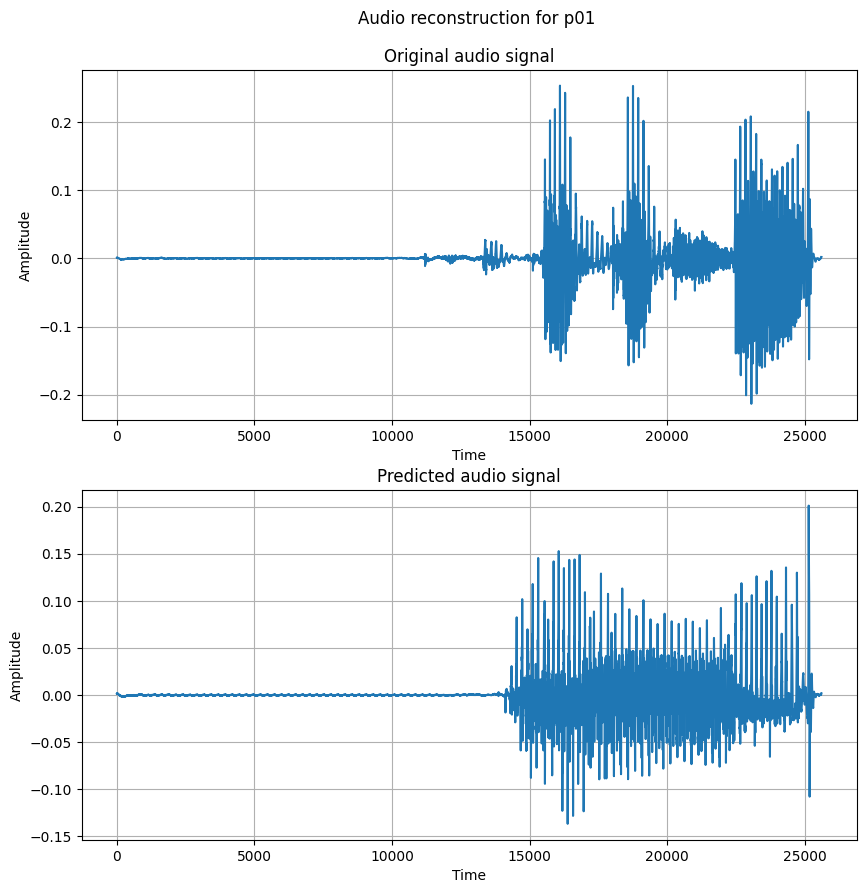 Audio reconstruction for p01
Original audio signal
Amplitude
0.2
0.1
0.0
−0.1
−0.2
0 5000 10000 15000 20000 25000
Time
Predicted audio signal
Amplitude
0.20
0.15
0.10
0.05
0.00
−0.05
−0.10
−0.15
0 5000 10000 15000 20000 25000
Time